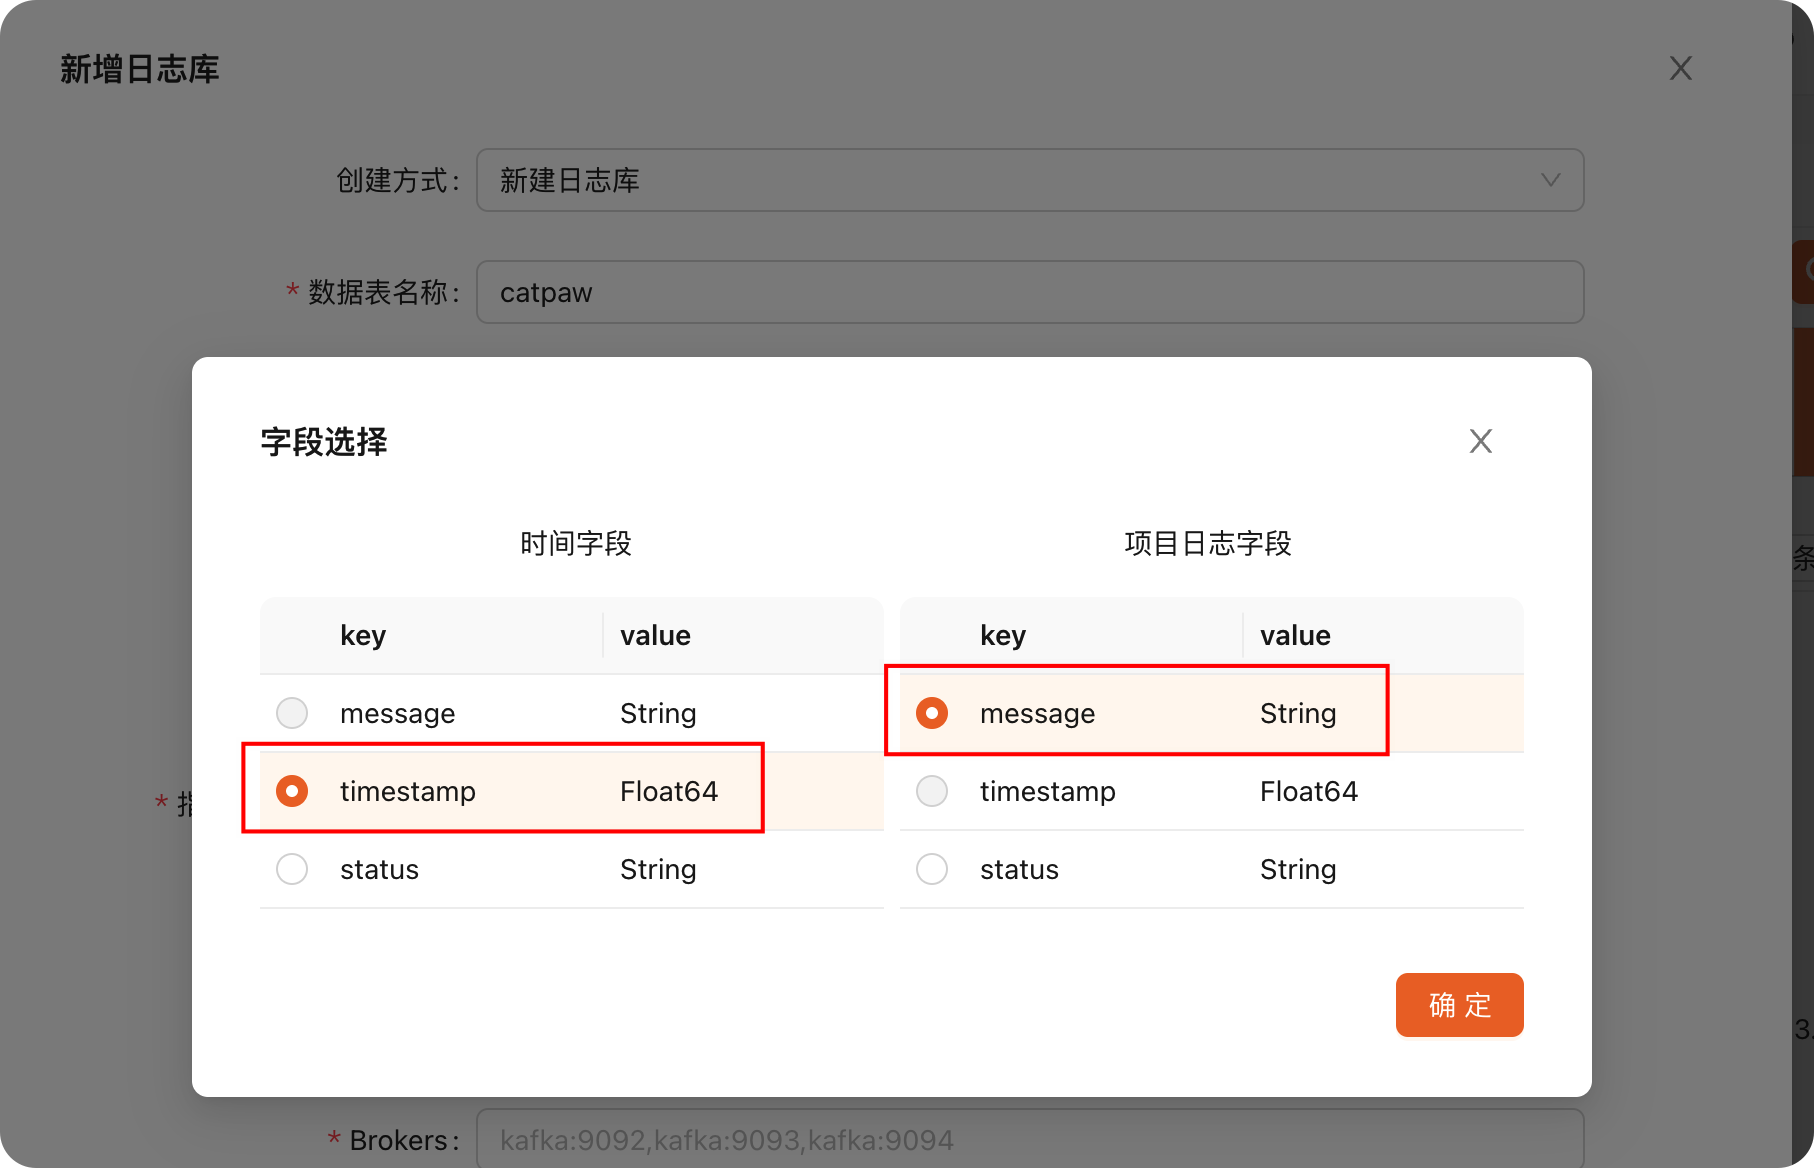 新增日志库
创建方式: 新建日志库
* 数据表名称: catpaw
字段选择
时间字段 项目日志字段
key value key value
message String message String
timestamp Float64 timestamp Float64
status String status String
确 定
* Brokers: kafka:9092,kafka:9093,kafka:9094